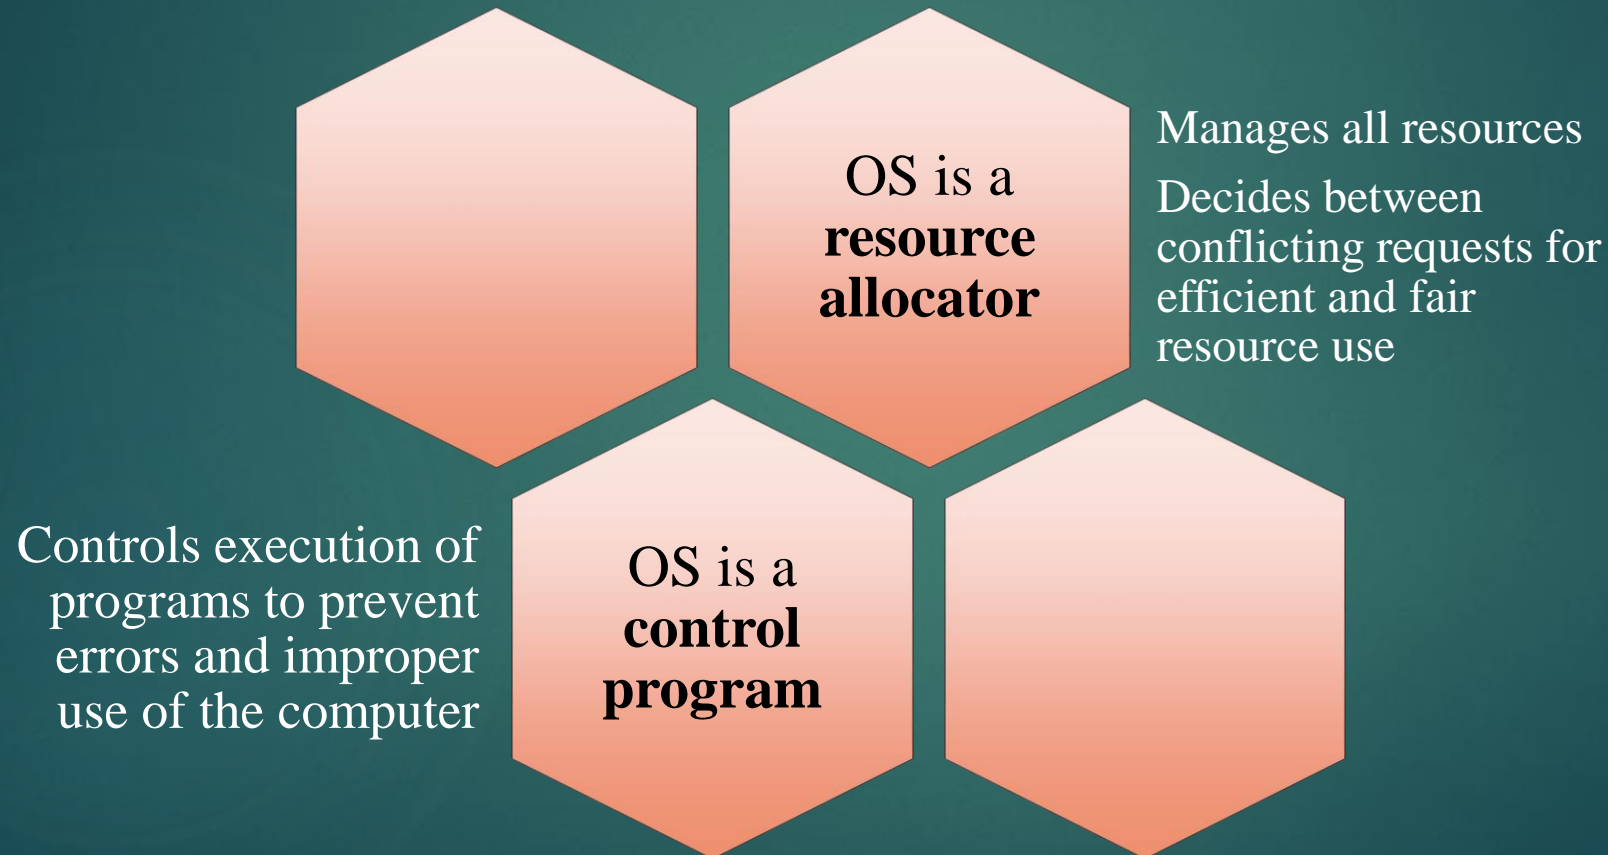 OS is a
resource
allocator
Manages all resources
Decides between
conflicting requests for
efficient and fair
resource use
Controls execution of
programs to prevent
errors and improper
use of the computer
OS is a
control
program